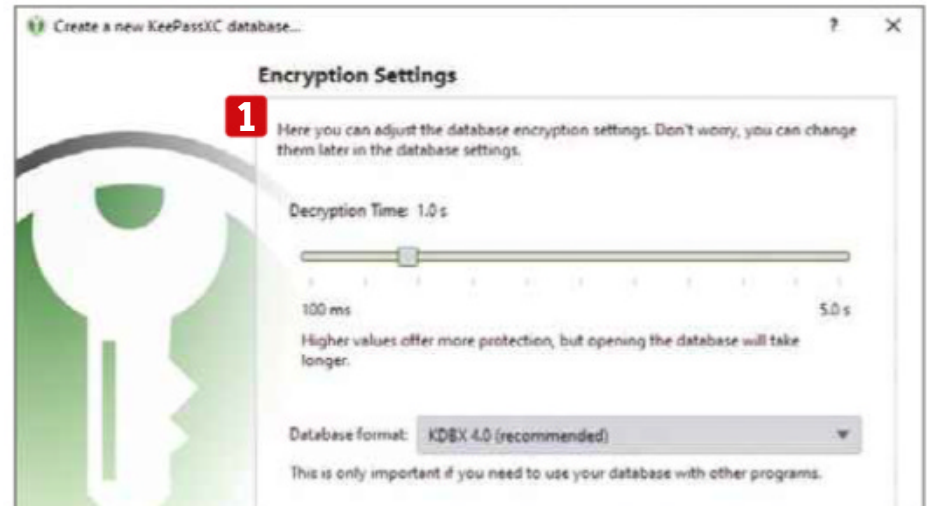 Create a new KeePassXC database...
?
Encryption Settings
1
Here you can adjust the database encryption settings. Don't worry, you can change
them later in the database settings.
Decryption Time: 1.0 s
100 ms
5.0 s
Higher values offer more protection, but opening the database will take
longer.
Database format: KDBX 4.0 (recommended)
This is only important if you need to use your database with other programs.